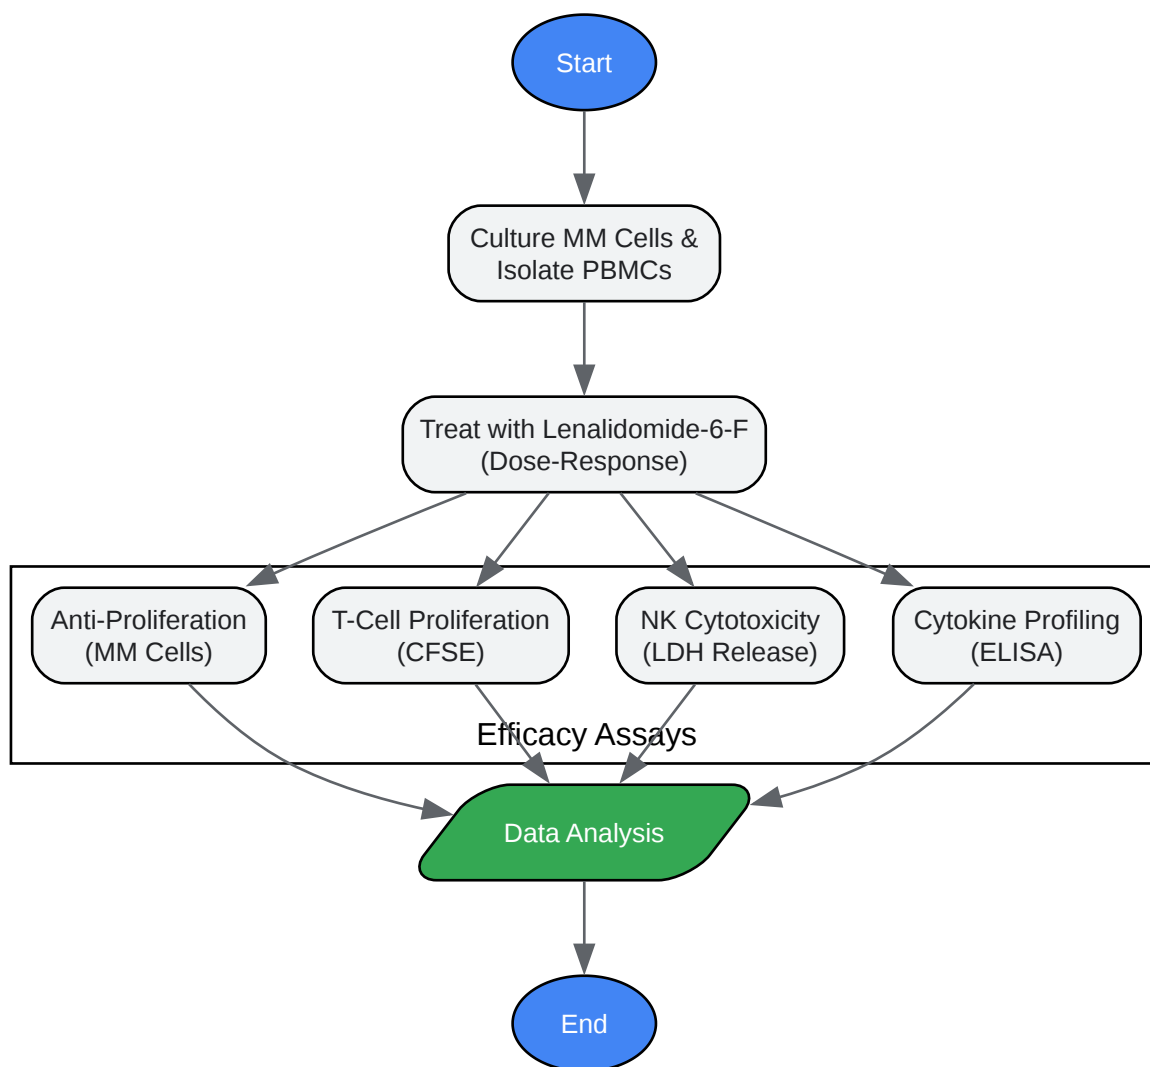 Start
Culture MM Cells &
Isolate PBMCs
Treat with Lenalidomide-6-F
(Dose-Response)
Anti-Proliferation
(MM Cells)
T-Cell Proliferation
(CFSE)
NK Cytotoxicity
(LDH Release)
Cytokine Profiling
(ELISA)
Efficacy Assays
Data Analysis
End